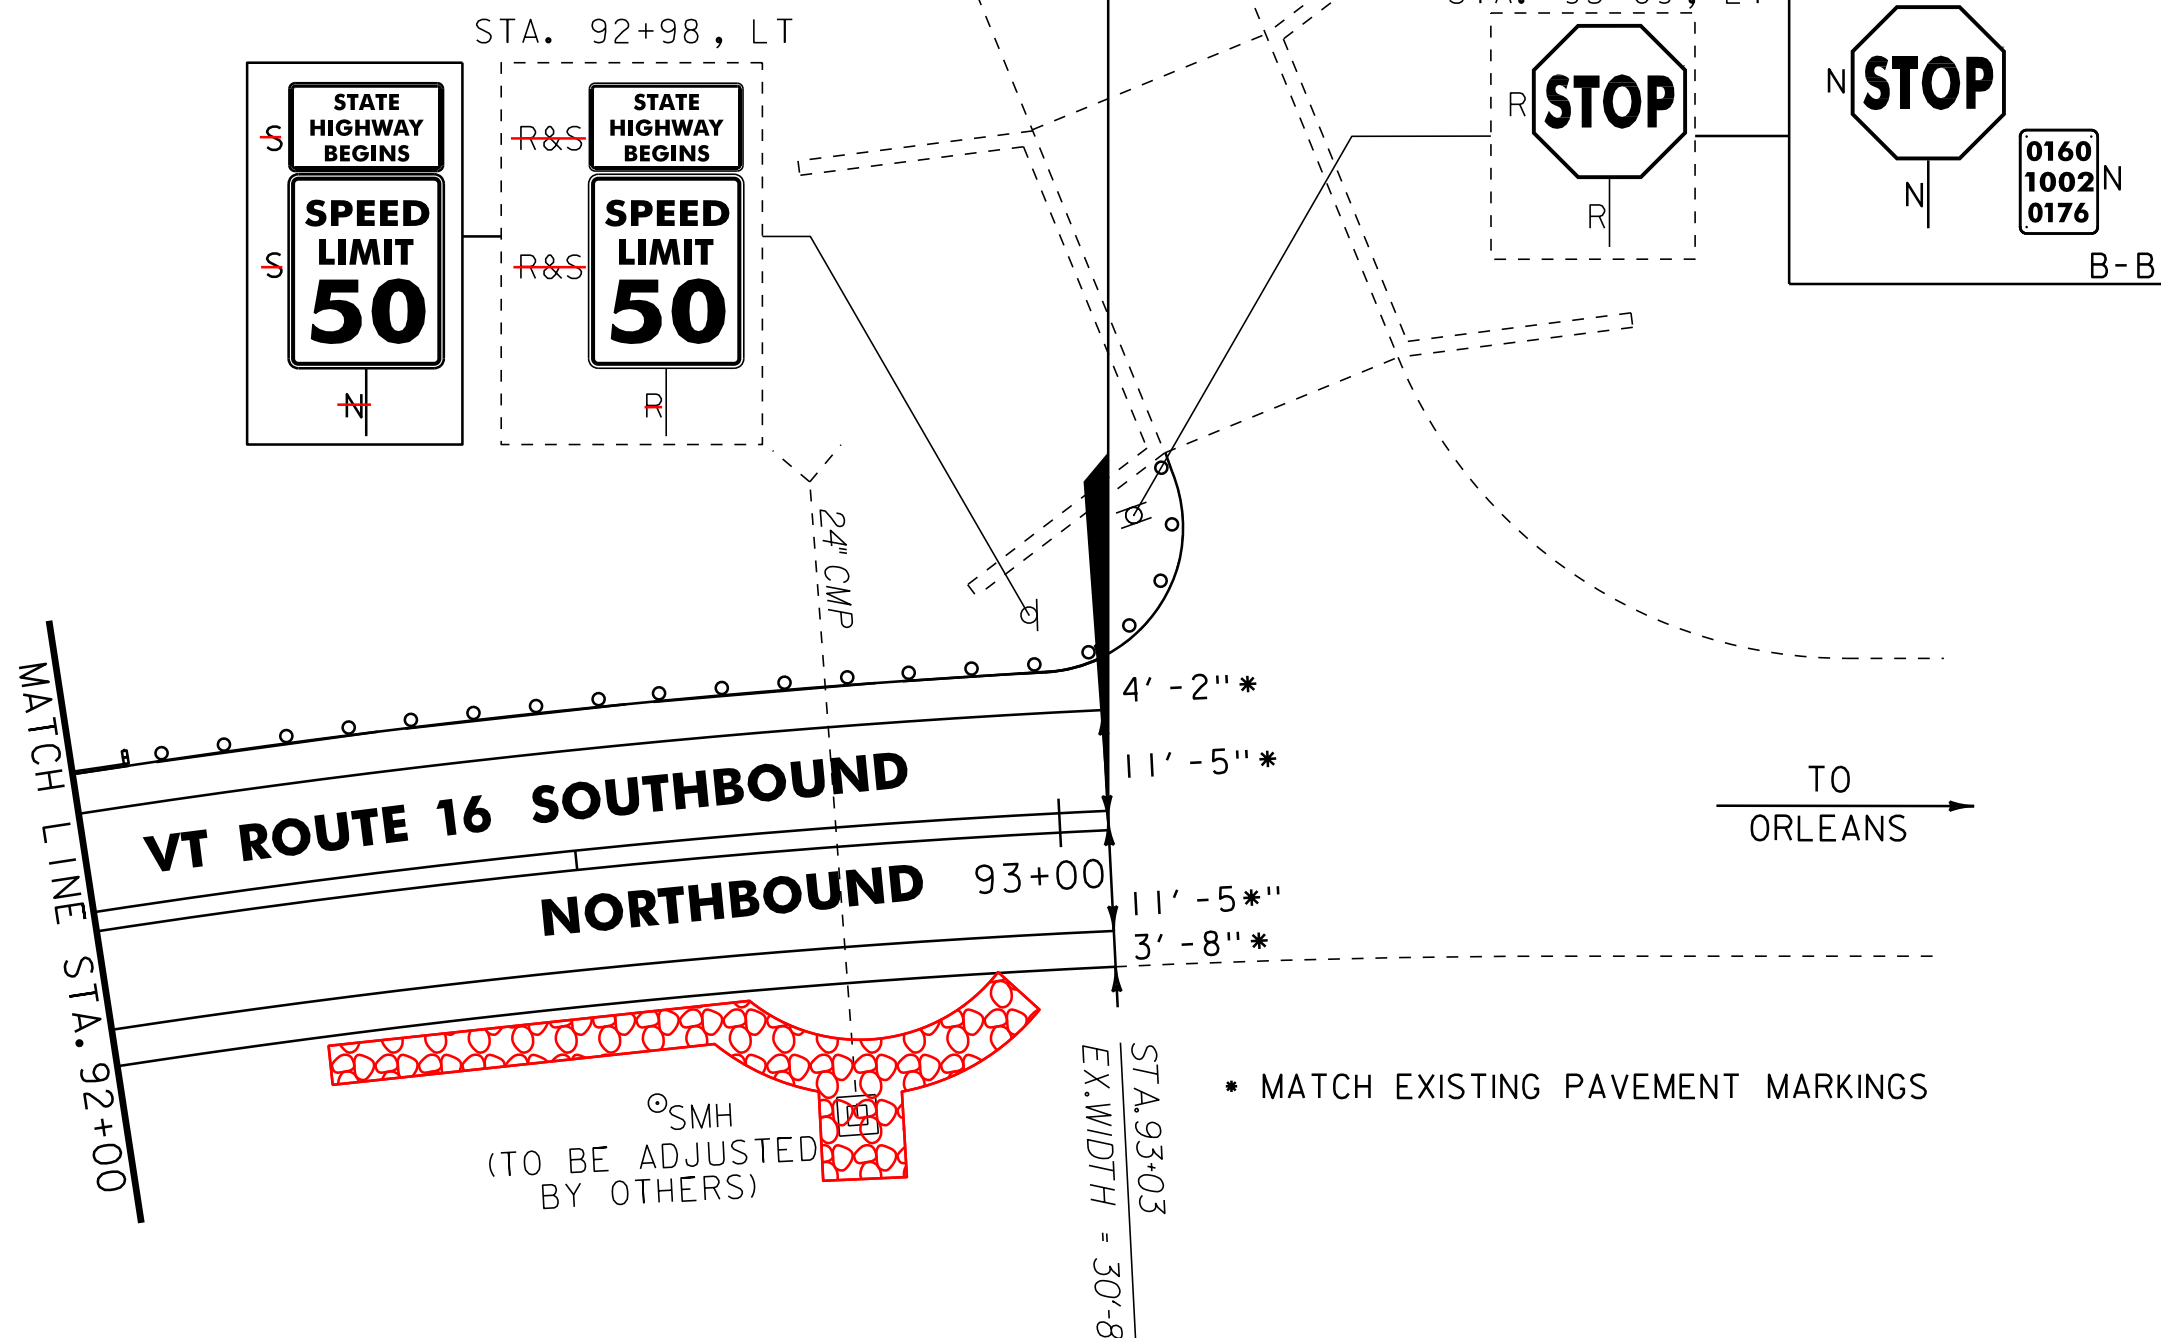 STA. 92+98, LT
S
STATE
HIGHWAY
BEGINS
S
SPEED
LIMIT
50
N
R&S
STATE
HIGHWAY
BEGINS
R&S
SPEED
LIMIT
50
R
R
STOP
R
N
STOP
N
0160
1002
0176
N
B-B
24" CMP
MATCH LINE STA. 92+00
VT ROUTE 16 SOUTHBOUND
NORTHBOUND
93+00
4'-2"*
11'-5"*
11'-5*"
3'-8"*
TO
ORLEANS
SMH
(TO BE ADJUSTED
BY OTHERS)
STA.93+03
EX.WIDTH = 30'-8
* MATCH EXISTING PAVEMENT MARKINGS